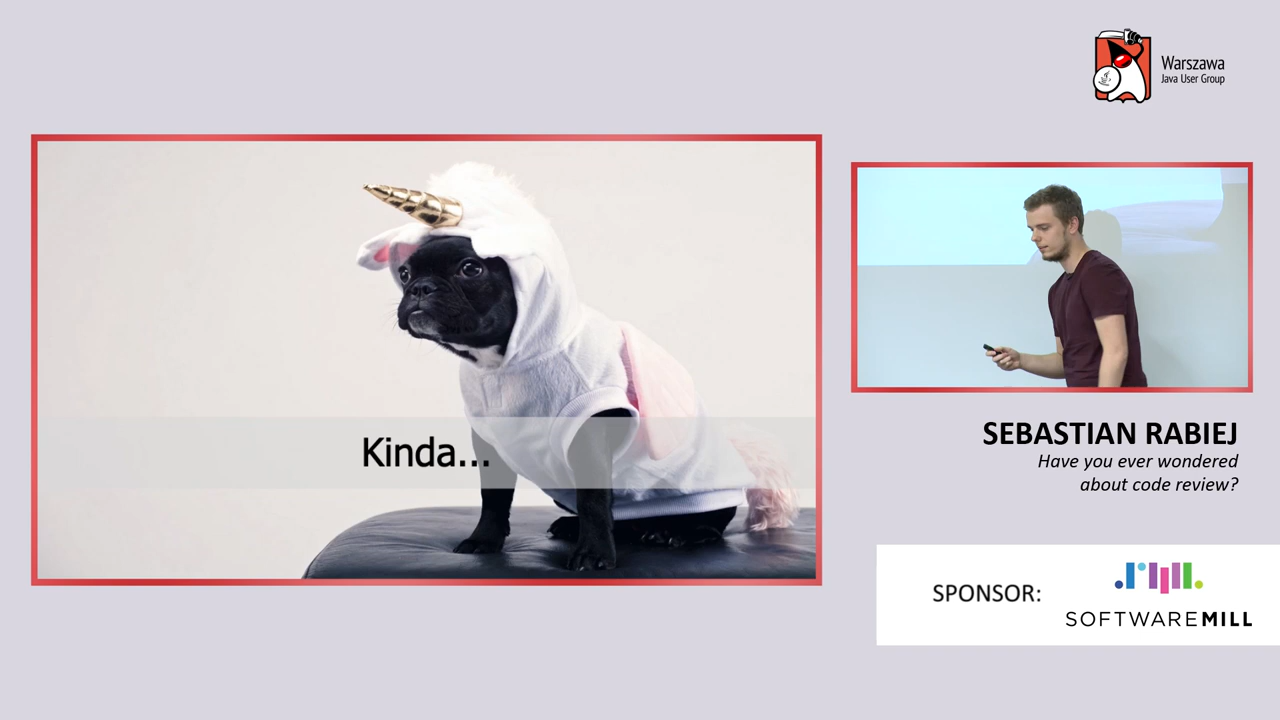 Warszawa
Java User Group
Kinda...
SEBASTIAN RABIEJ
Have you ever wondered
about code review?
SPONSOR:
SOFTWAREMILL